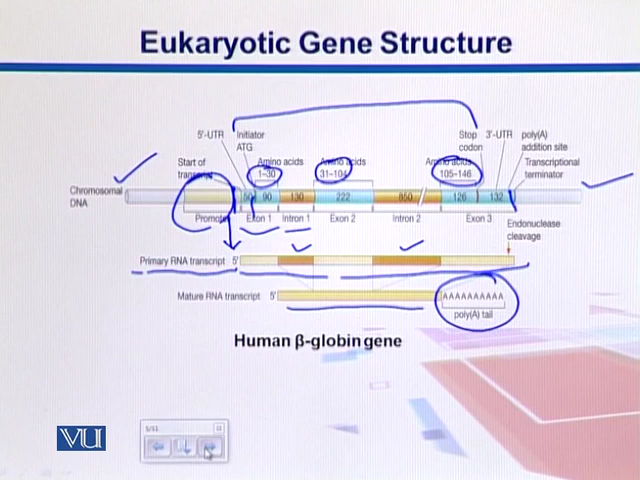 Eukaryotic Gene Structure
5'-UTR Initiator ATG
Stop codon 3'-UTR poly(A) addition site
Start of
Amino acids 1–30
acids 31–104
acids 105–146
Transcriptional terminator
Chromosomal DNA
50 90 130 222 850 126 132
Exon 1 Intron 1 Exon 2 Intron 2 Exon 3
Endonuclease cleavage
Primary RNA transcript 5'
Mature RNA transcript 5' AAAAAAAAAA
poly(A) tail
Human β-globin gene
VU
5/51